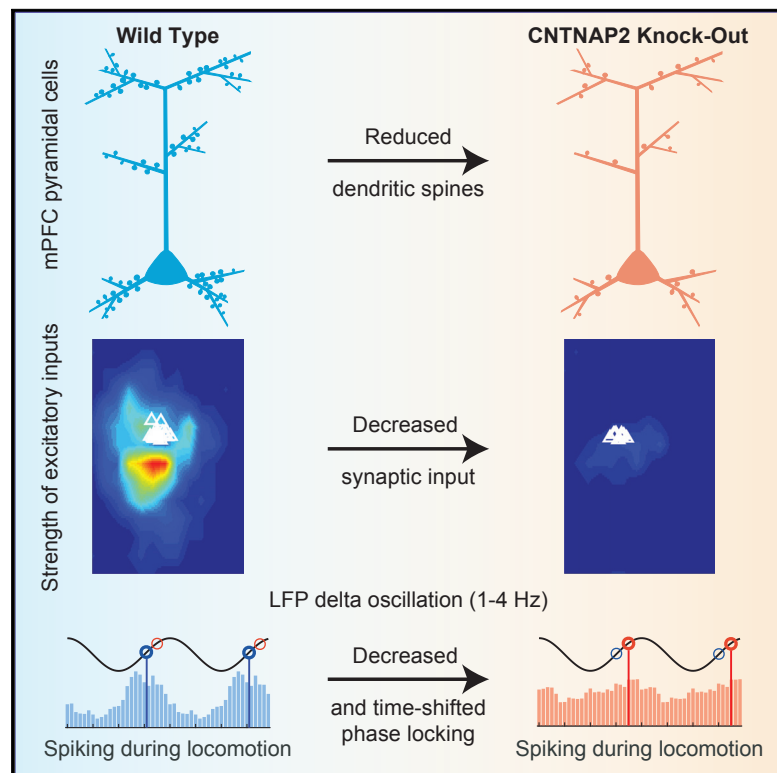 Wild Type
CNTNAP2 Knock-Out
mPFC pyramidal cells
Reduced
dendritic spines
Strength of excitatory inputs
Decreased
synaptic input
LFP delta oscillation (1-4 Hz)
Decreased
and time-shifted
phase locking
Spiking during locomotion
Spiking during locomotion